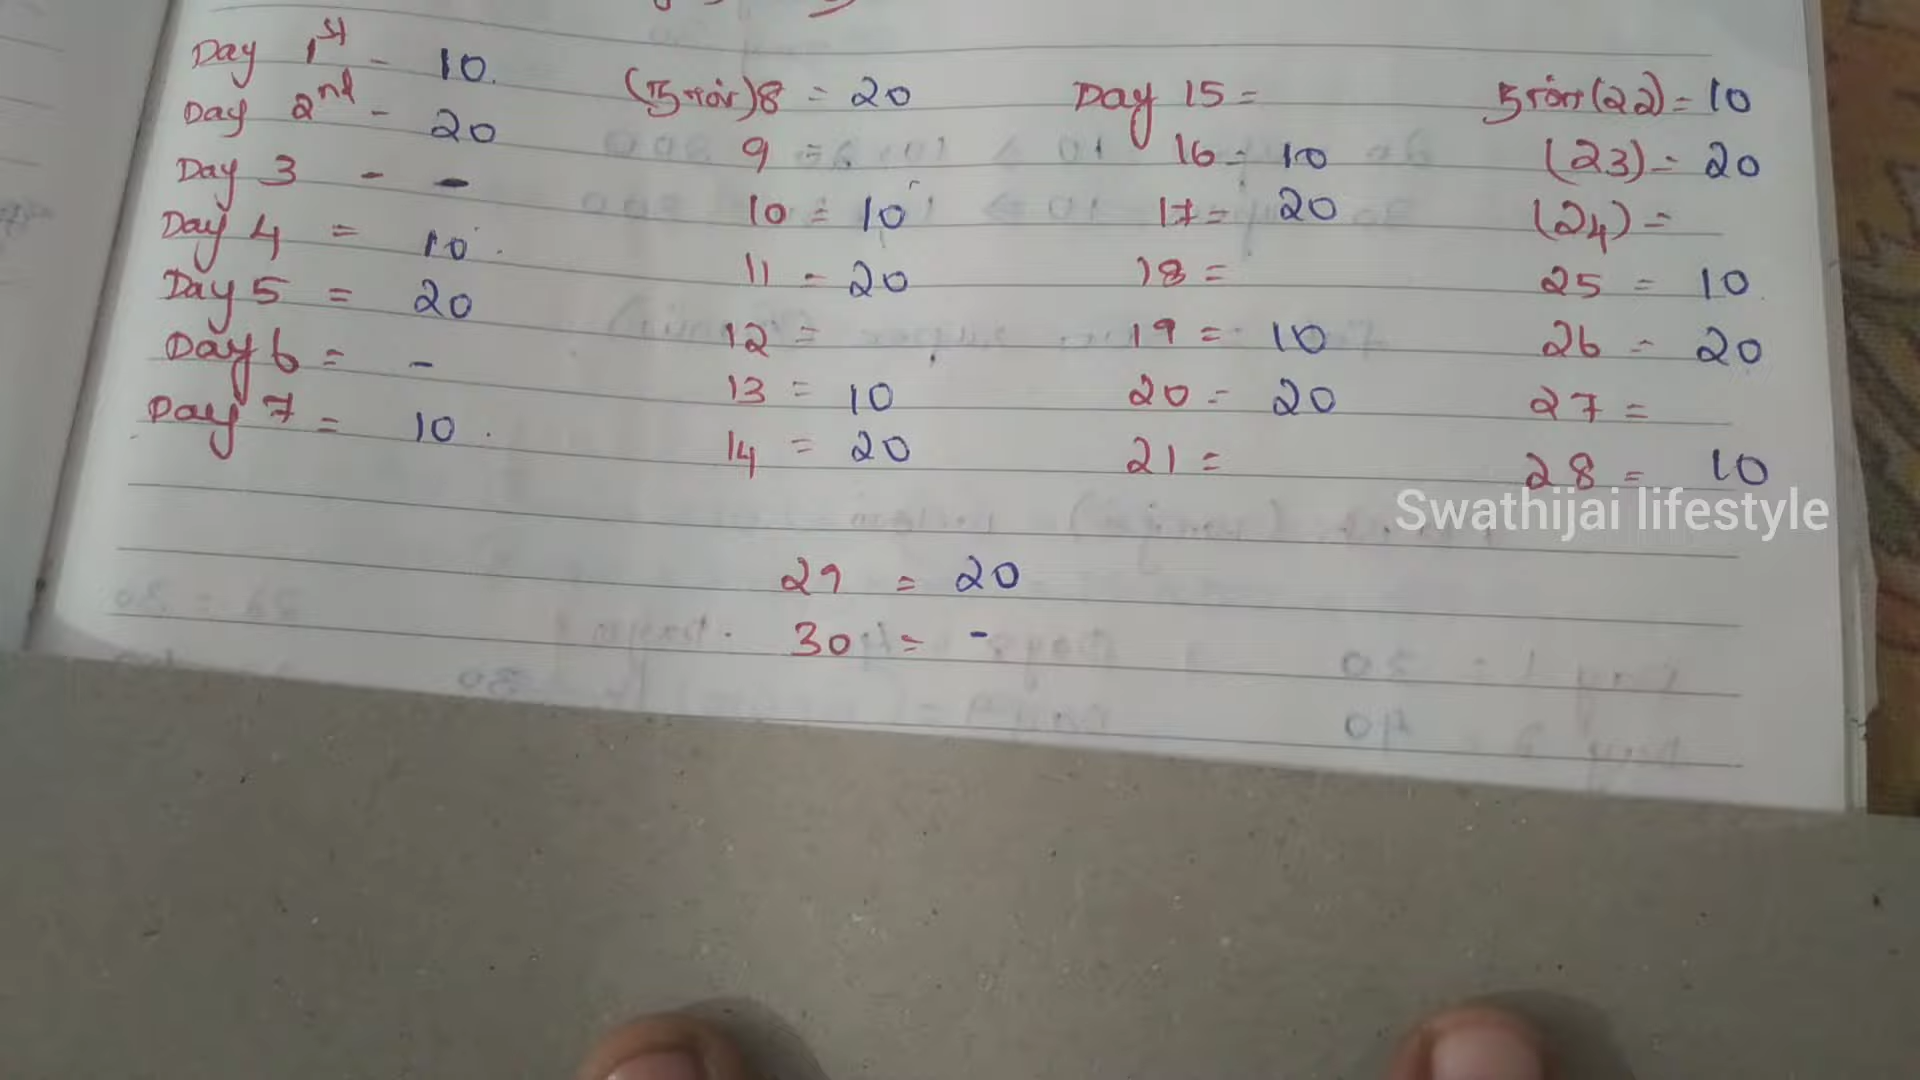 Day 1st - 10.
Day 2nd - 20
Day 3 - -
Day 4 = 10.
Day 5 = 20
Day 6 = -
Day 7 = 10.
(நாள்)8 = 20
9 =
10 = 10
11 = 20
12 =
13 = 10
14 = 20
Day 15 =
16 = 10
17 = 20
18 =
19 = 10
20 = 20
21 =
நாள்(22) = 10
(23) = 20
(24) =
25 = 10
26 = 20
27 =
28 = 10
29 = 20
30 = -
Swathijai lifestyle